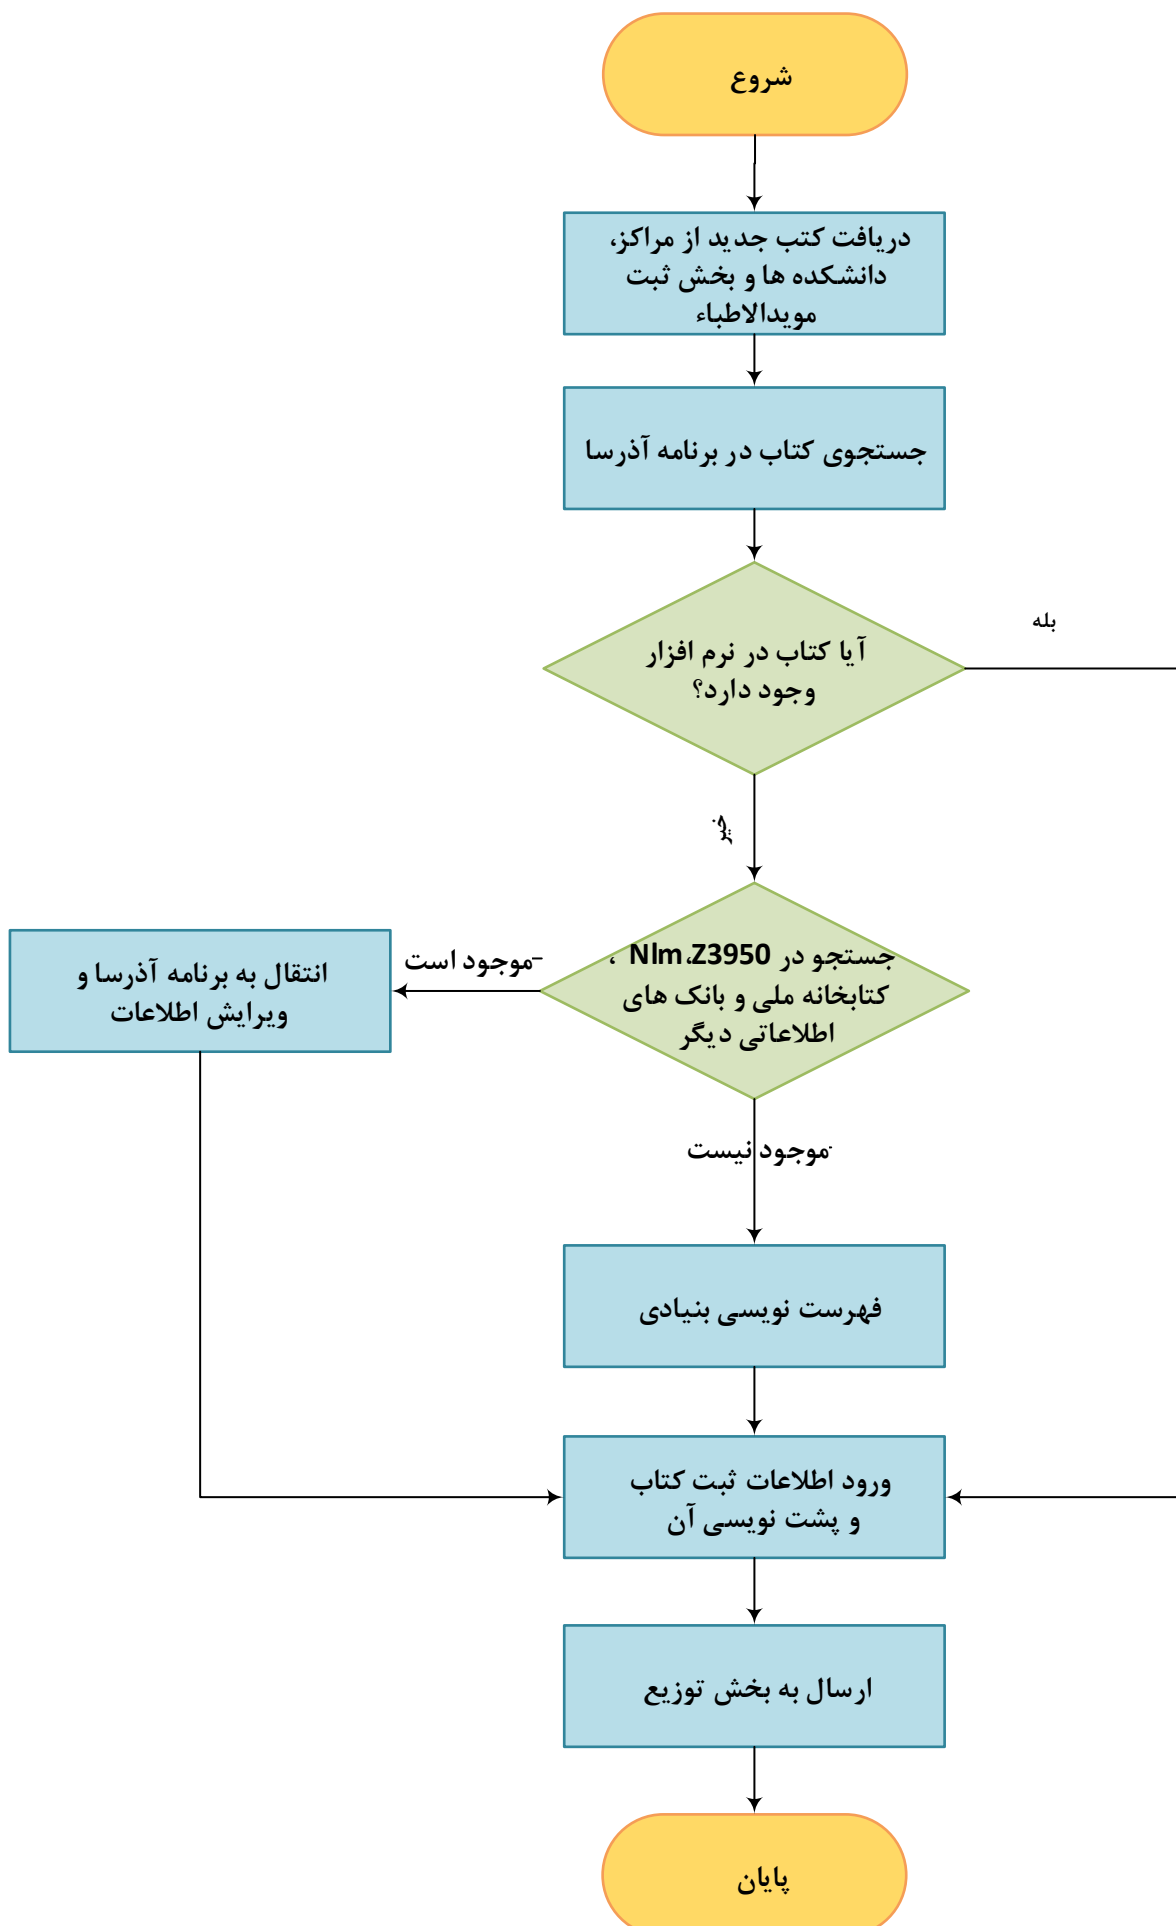 شروع
دریافت کتب جدید از مراکز،
دانشکده ها و بخش ثبت
مویدالاطباء
جستجوی کتاب در برنامه آذرسا
آیا کتاب در نرم افزار
وجود دارد؟
بله
خیر
جستجو در Nlm،Z3950 ،
کتابخانه ملی و بانک های
اطلاعاتی دیگر
-موجود است
انتقال به برنامه آذرسا و
ویرایش اطلاعات
-موجود نیست
فهرست نویسی بنیادی
ورود اطلاعات ثبت کتاب
و پشت نویسی آن
ارسال به بخش توزیع
پایان